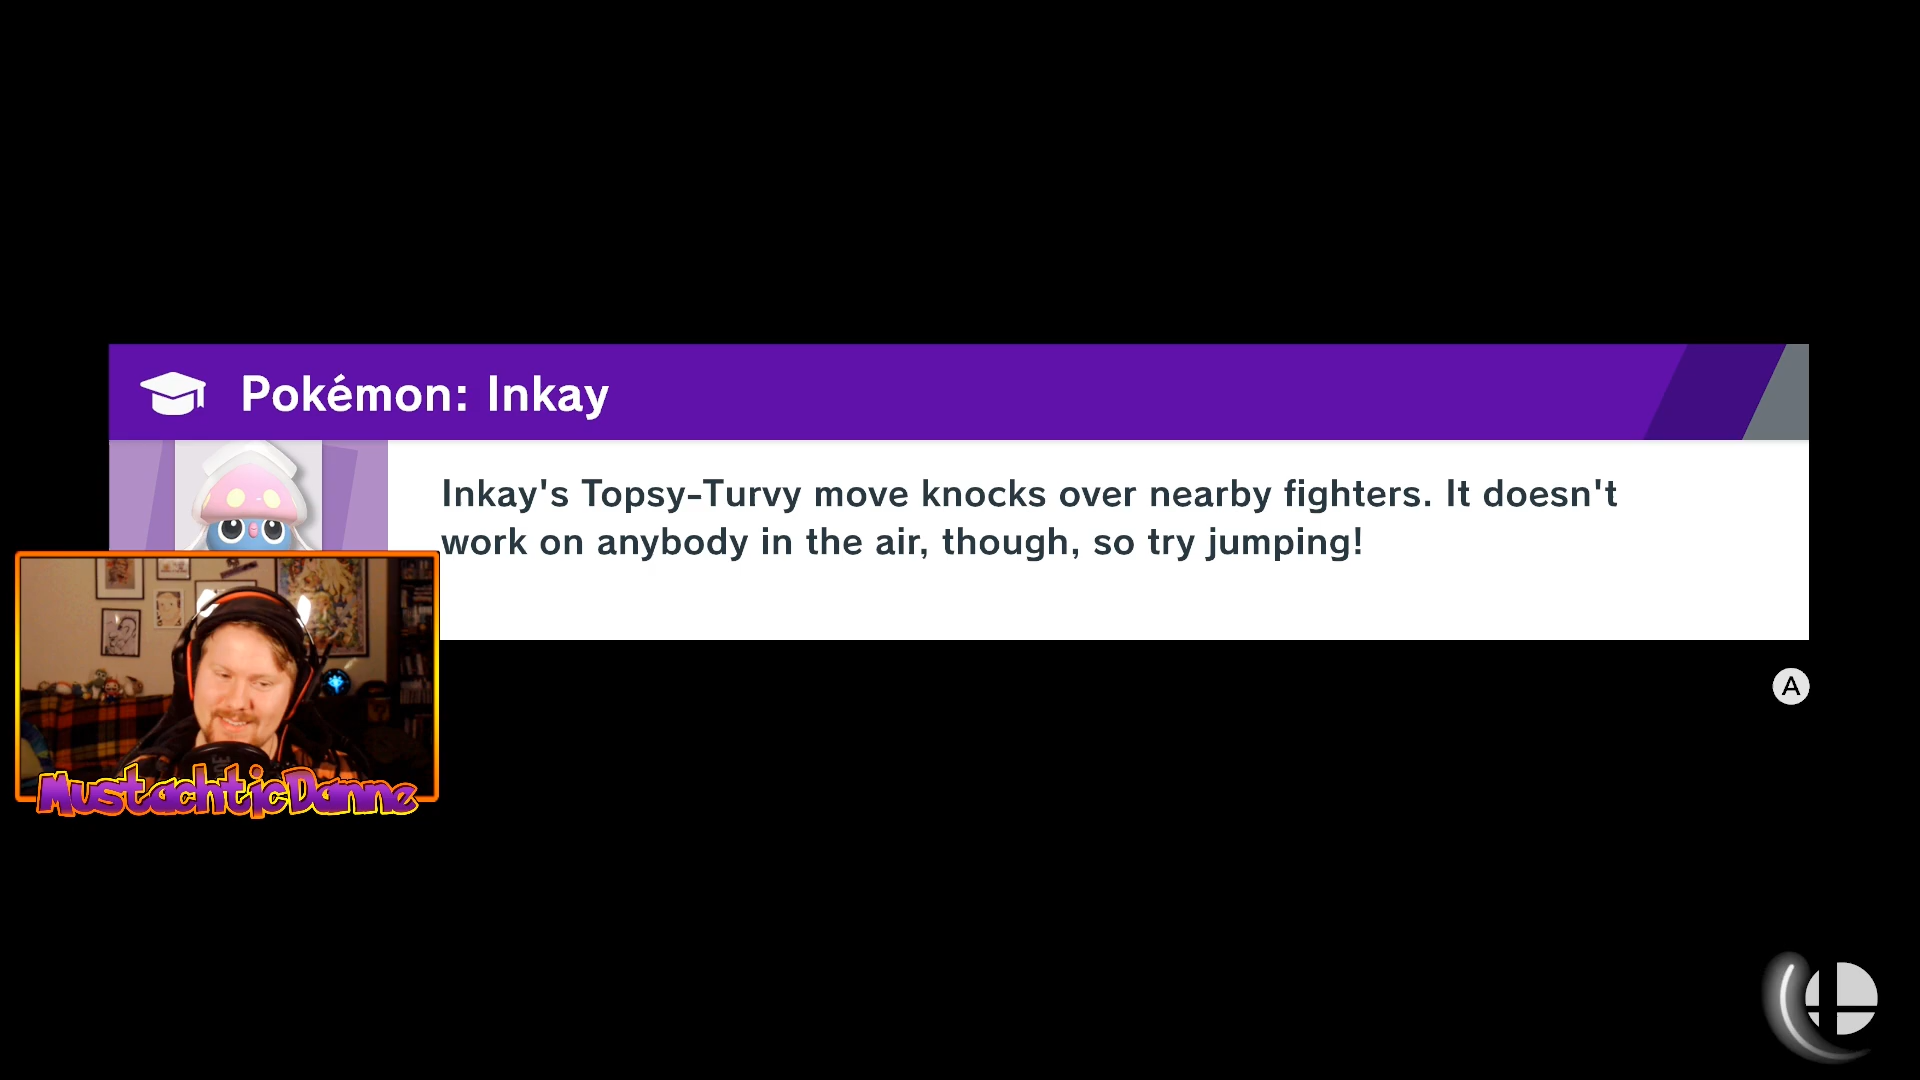 Pokémon: Inkay
Inkay's Topsy-Turvy move knocks over nearby fighters. It doesn't
work on anybody in the air, though, so try jumping!
A
MustachticDanne